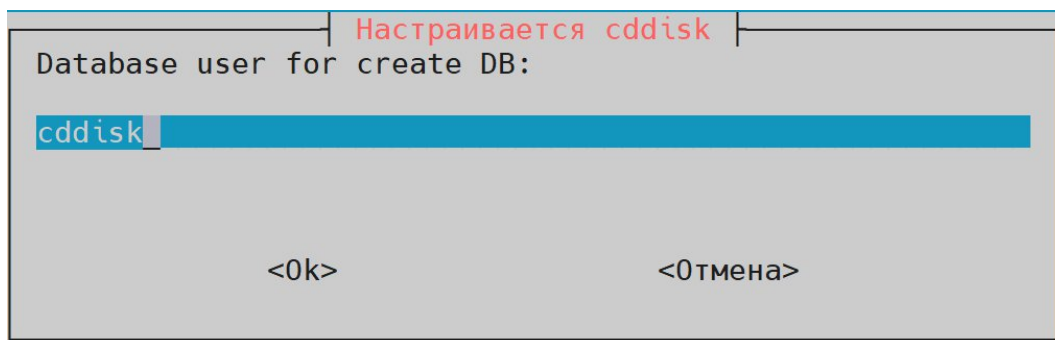 Настраивается cddisk
Database user for create DB:
cddisk
<Ok> <Отмена>